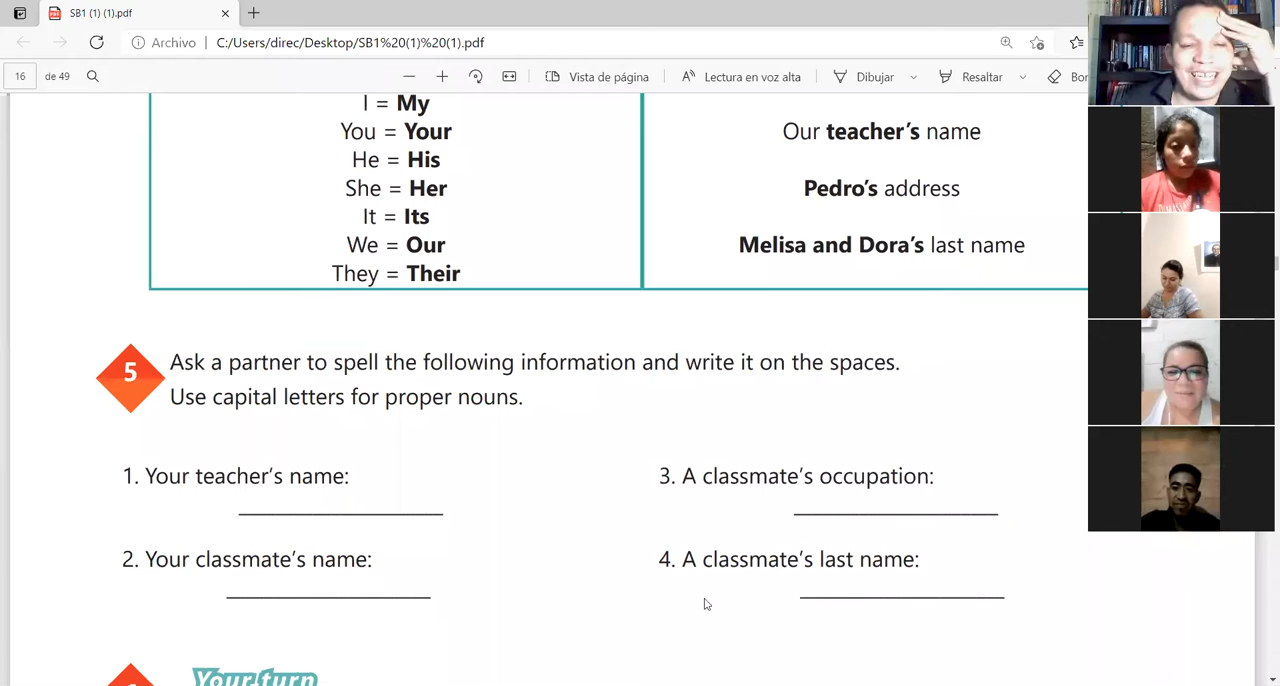 SB1 (1) (1).pdf
Archivo
C:/Users/direc/Desktop/SB1%20(1)%20(1).pdf
16
de 49
Vista de página
Lectura en voz alta
Dibujar
Resaltar
I = My
You = Your
He = His
She = Her
It = Its
We = Our
They = Their
Our teacher's name
Pedro's address
Melisa and Dora's last name
5
Ask a partner to spell the following information and write it on the spaces.
Use capital letters for proper nouns.
1. Your teacher's name:
2. Your classmate's name:
3. A classmate's occupation:
4. A classmate's last name:
Your turn